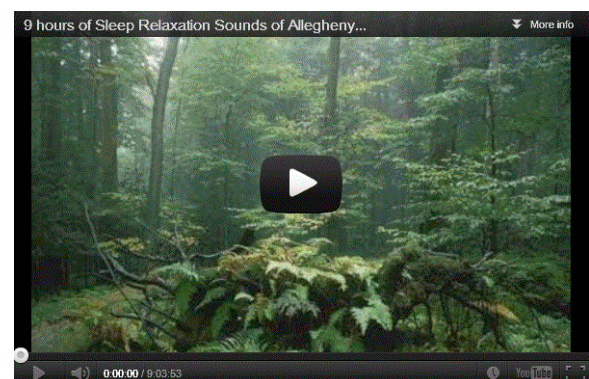 9 hours of Sleep Relaxation Sounds of Allegheny...
More info
0:00:00 / 9:03:53
YouTube